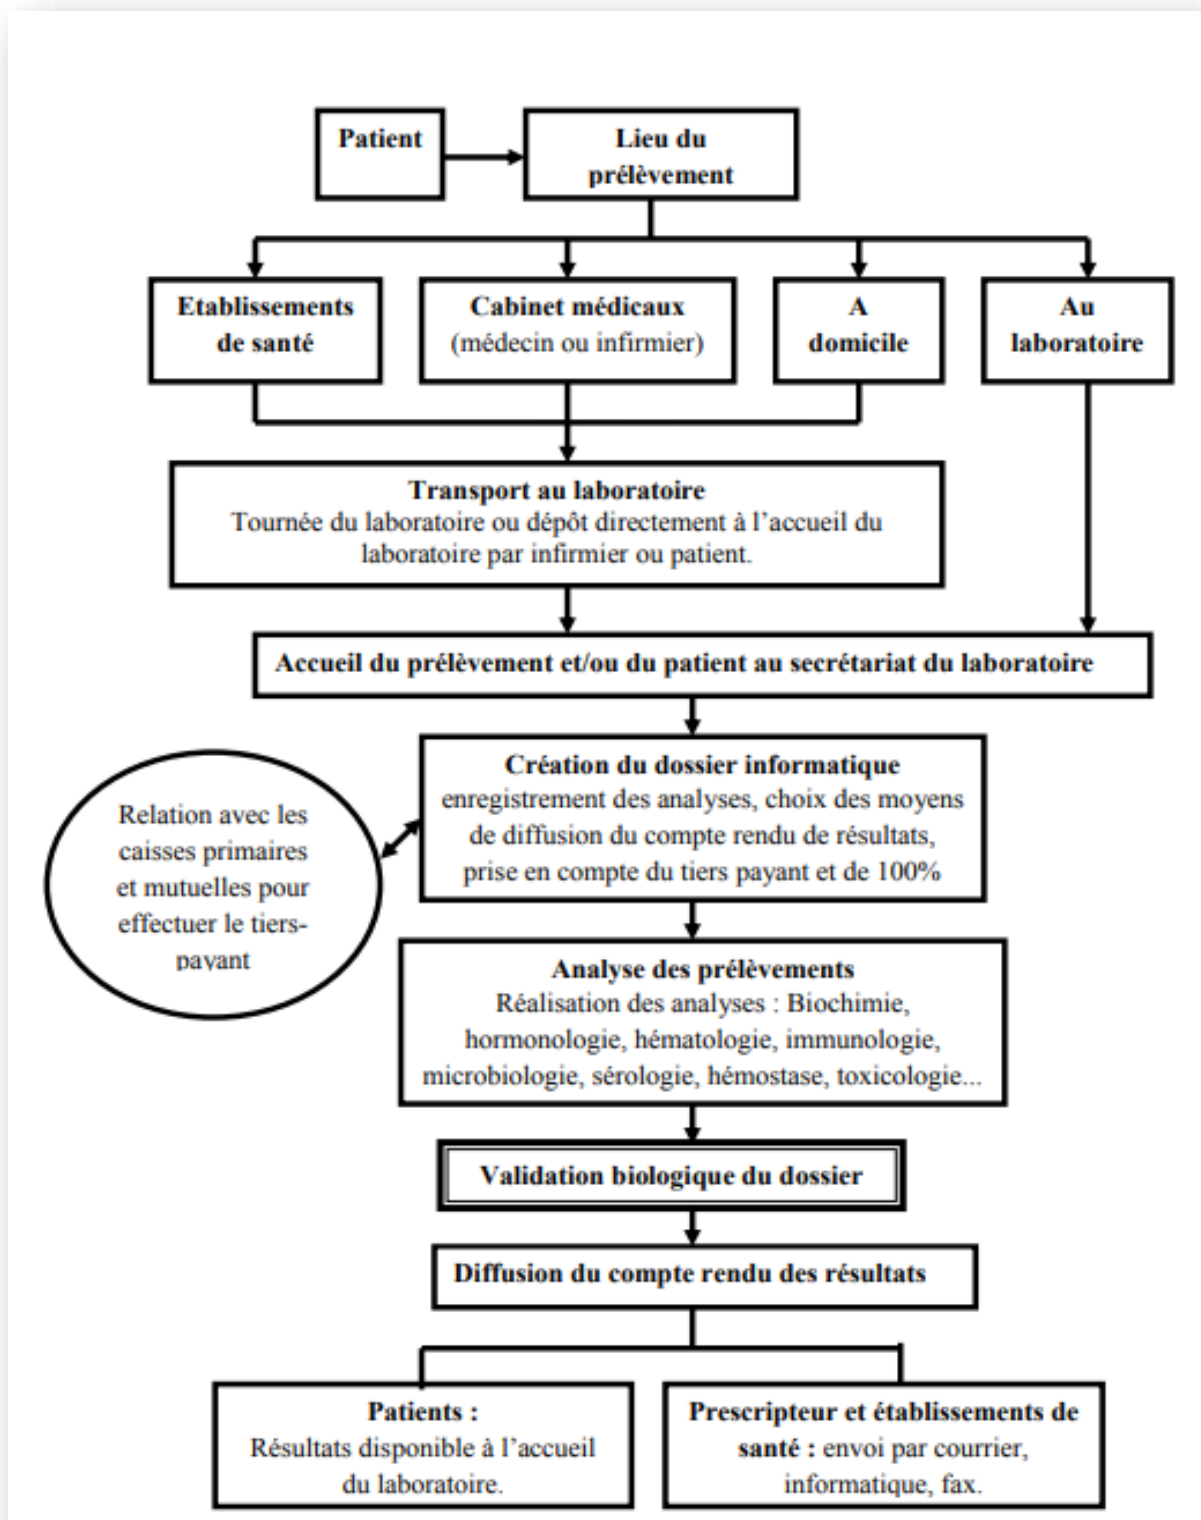 Patient
Lieu du
prélèvement
Etablissements
de santé
Cabinet médicaux
(médecin ou infirmier)
A
domicile
Au
laboratoire
Transport au laboratoire
Tournée du laboratoire ou dépôt directement à l’accueil du
laboratoire par infirmier ou patient.
Accueil du prélèvement et/ou du patient au secrétariat du laboratoire
Création du dossier informatique
enregistrement des analyses, choix des moyens
de diffusion du compte rendu de résultats,
prise en compte du tiers payant et de 100%
Relation avec les
caisses primaires
et mutuelles pour
effectuer le tiers-
payant
Analyse des prélèvements
Réalisation des analyses : Biochimie,
hormonologie, hématologie, immunologie,
microbiologie, sérologie, hémostase, toxicologie...
Validation biologique du dossier
Diffusion du compte rendu des résultats
Patients :
Résultats disponible à l’accueil
du laboratoire.
Prescripteur et établissements de
santé : envoi par courrier,
informatique, fax.